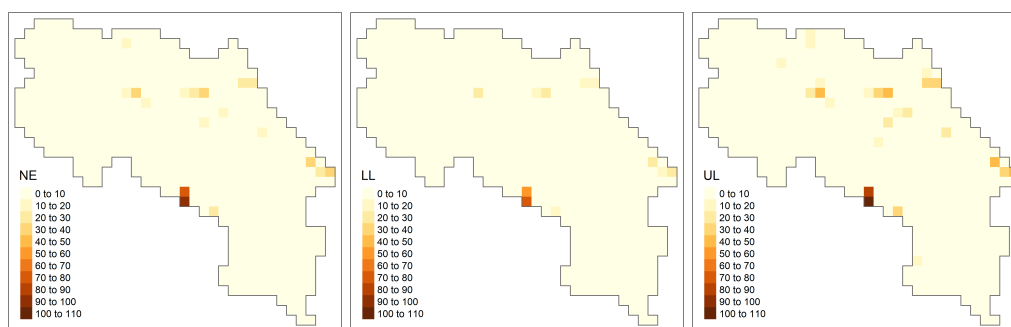 NE
0 to 10
10 to 20
20 to 30
30 to 40
40 to 50
50 to 60
60 to 70
70 to 80
80 to 90
90 to 100
100 to 110
LL
0 to 10
10 to 20
20 to 30
30 to 40
40 to 50
50 to 60
60 to 70
70 to 80
80 to 90
90 to 100
100 to 110
UL
0 to 10
10 to 20
20 to 30
30 to 40
40 to 50
50 to 60
60 to 70
70 to 80
80 to 90
90 to 100
100 to 110